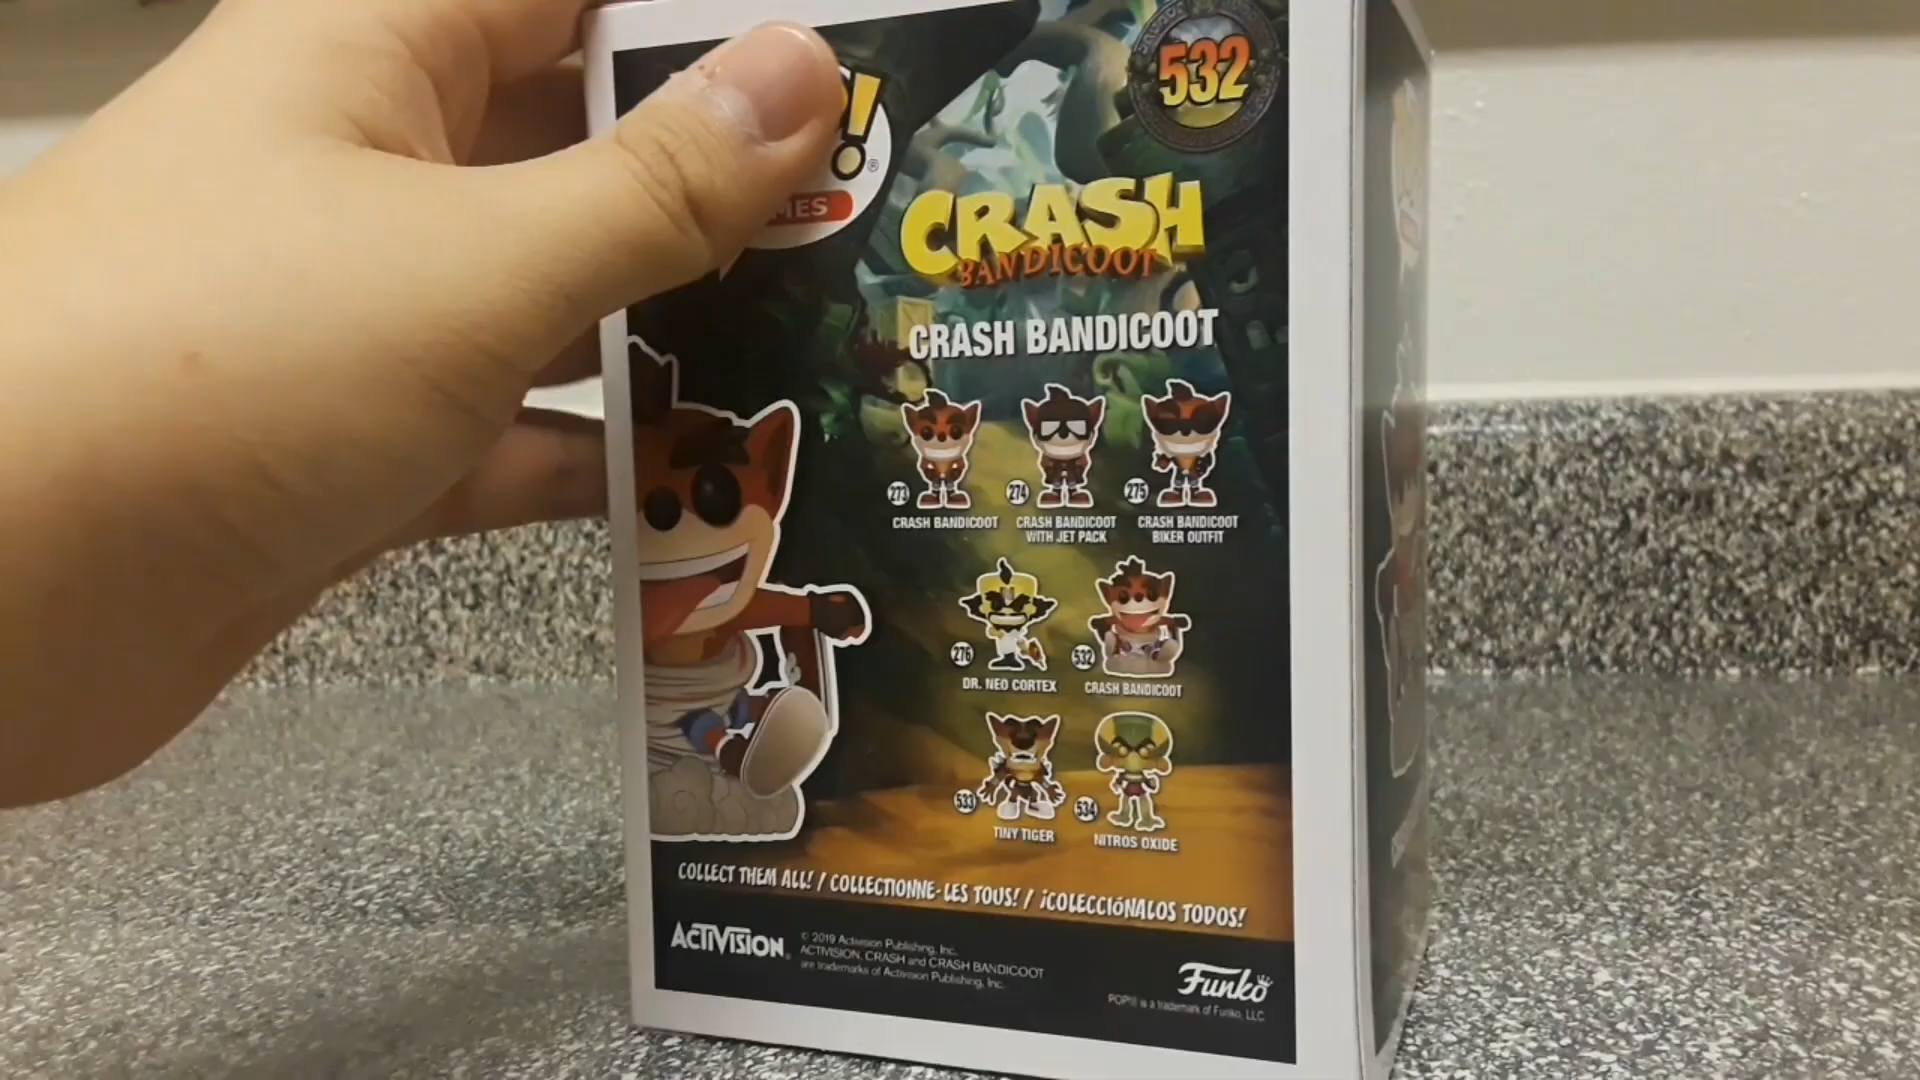 !
®
MES
532
CRASH
BANDICOOT
CRASH BANDICOOT
273
CRASH BANDICOOT
274
CRASH BANDICOOT
WITH JET PACK
275
CRASH BANDICOOT
BIKER OUTFIT
276
DR. NEO CORTEX
532
CRASH BANDICOOT
533
TINY TIGER
534
NITROS OXIDE
COLLECT THEM ALL! / COLLECTIONNE-LES TOUS! / ¡COLECCIÓNALOS TODOS!
ACTIVISION®
© 2019 Activision Publishing, Inc.
ACTIVISION, CRASH and CRASH BANDICOOT
are trademarks of Activision Publishing, Inc.
Funko
POP!® is a trademark of Funko, LLC